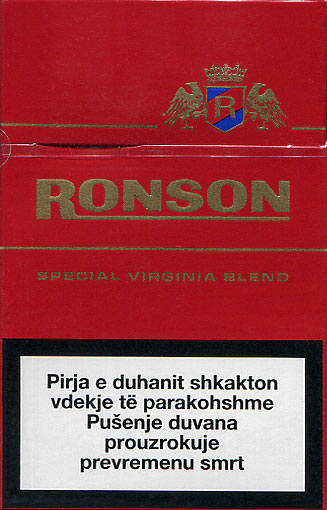 R
RONSON
SPECIAL VIRGINIA BLEND
Pirja e duhanit shkakton
vdekje të parakohshme
Pušenje duvana
prouzrokuje
prevremenu smrt